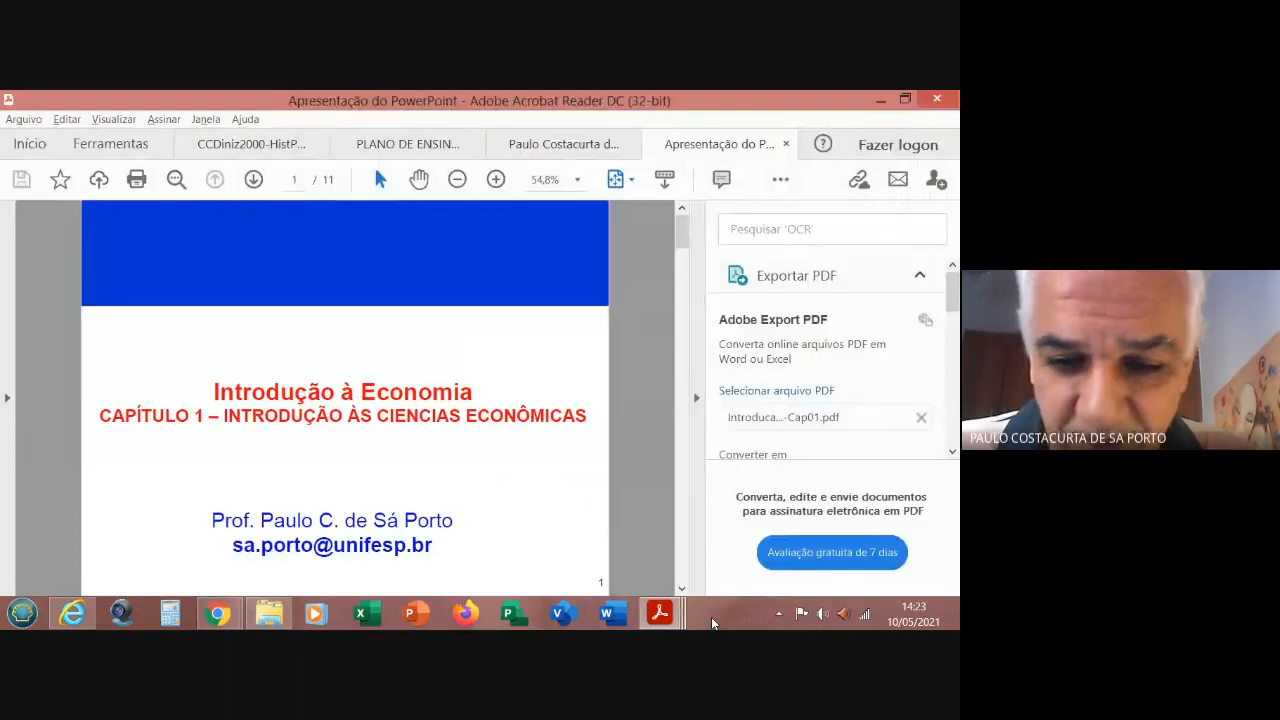 Apresentação do PowerPoint - Adobe Acrobat Reader DC (32-bit)
Arquivo Editar Visualizar Assinar Janela Ajuda
Início Ferramentas CCDiniz2000-HistP... PLANO DE ENSIN... Paulo Costacurta d... Apresentação do P... × ? Fazer logon
1 / 11 54,8%
Pesquisar 'OCR'
Exportar PDF
Adobe Export PDF
Converta online arquivos PDF em
Word ou Excel
Selecionar arquivo PDF
Introduca...-Cap01.pdf
Converter em
Converta, edite e envie documentos
para assinatura eletrônica em PDF
Avaliação gratuita de 7 dias
Introdução à Economia
CAPÍTULO 1 – INTRODUÇÃO ÀS CIENCIAS ECONÔMICAS
Prof. Paulo C. de Sá Porto
sa.porto@unifesp.br
1
14:23
10/05/2021
PAULO COSTACURTA DE SA PORTO